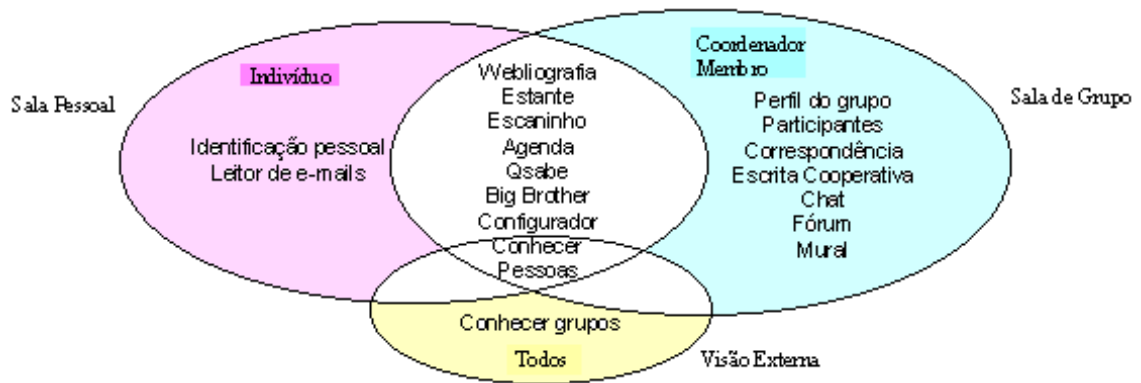 Sala Pessoal
Indivíduo
Identificação pessoal
Leitor de e-mails
Webliografia
Estante
Escaninho
Agenda
Qsabe
Big Brother
Configurador
Conhecer
Pessoas
Coordenador
Membro
Perfil do grupo
Participantes
Correspondência
Escrita Cooperativa
Chat
Fórum
Mural
Sala de Grupo
Conhecer grupos
Todos
Visão Externa